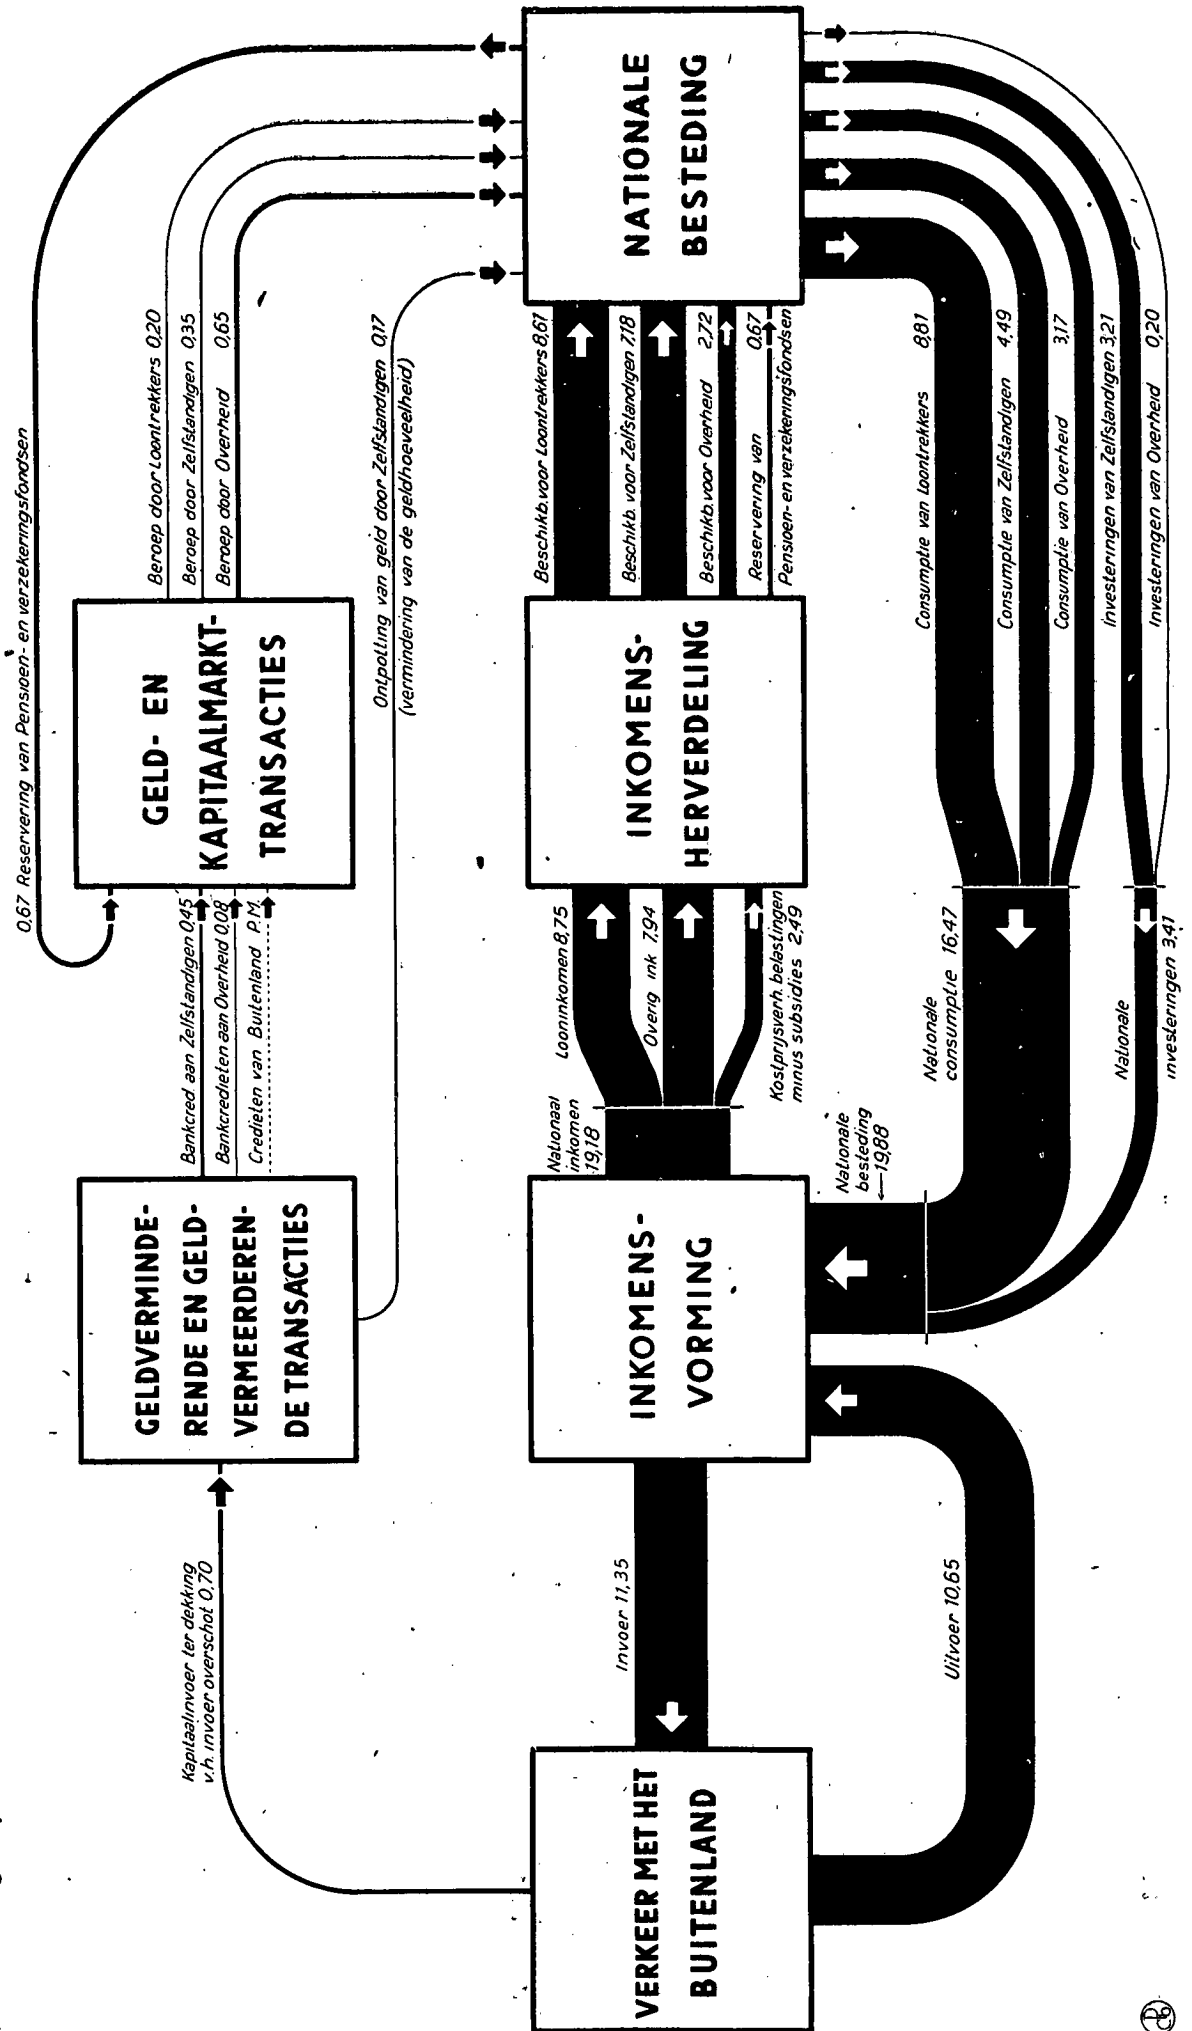 0,67 Reservering van Pensioen- en verzekeringsfondsen
Beroep door Loontrekkers 0,20
Beroep door Zelfstandigen 0,35
Beroep door Overheid 0,65
GELD- EN
KAPITAALMARKT-
TRANSACTIES
Bankcred. aan Zelfstandigen 0,45
Bankcredieten aan Overheid 0,08
Credieten van Buitenland P.M.
GELDVERMINDE-
RENDE EN GELD-
VERMEERDEREN-
DE TRANSACTIES
Kapitaalinvoer ter dekking
v.h. invoer overschot 0,70
Ontpotting van geld door Zelfstandigen 0,17
(vermindering van de geldhoeveelheid)
NATIONALE
BESTEDING
Beschikb. voor Loontrekkers 8,61
Beschikb. voor Zelfstandigen 7,18
Beschikb. voor Overheid 2,72
Reservering van 0,67
Pensioen- en verzekeringsfondsen
INKOMENS-
HERVERDELING
Looninkomen 8,75
Overig ink 7,94
Kostprijsverh. belastingen
minus subsidies 2,49
Nationaal
inkomen
19,18
INKOMENS-
VORMING
Invoer 11,35
VERKEER MET HET
BUITENLAND
Uitvoer 10,65
Nationale
besteding
←19,88
Consumptie van Loontrekkers 8,81
Consumptie van Zelfstandigen 4,49
Consumptie van Overheid 3,17
Investeringen van Zelfstandigen 3,21
Investeringen van Overheid 0,20
Nationale
consumptie 16,47
Nationale
investeringen 3,41